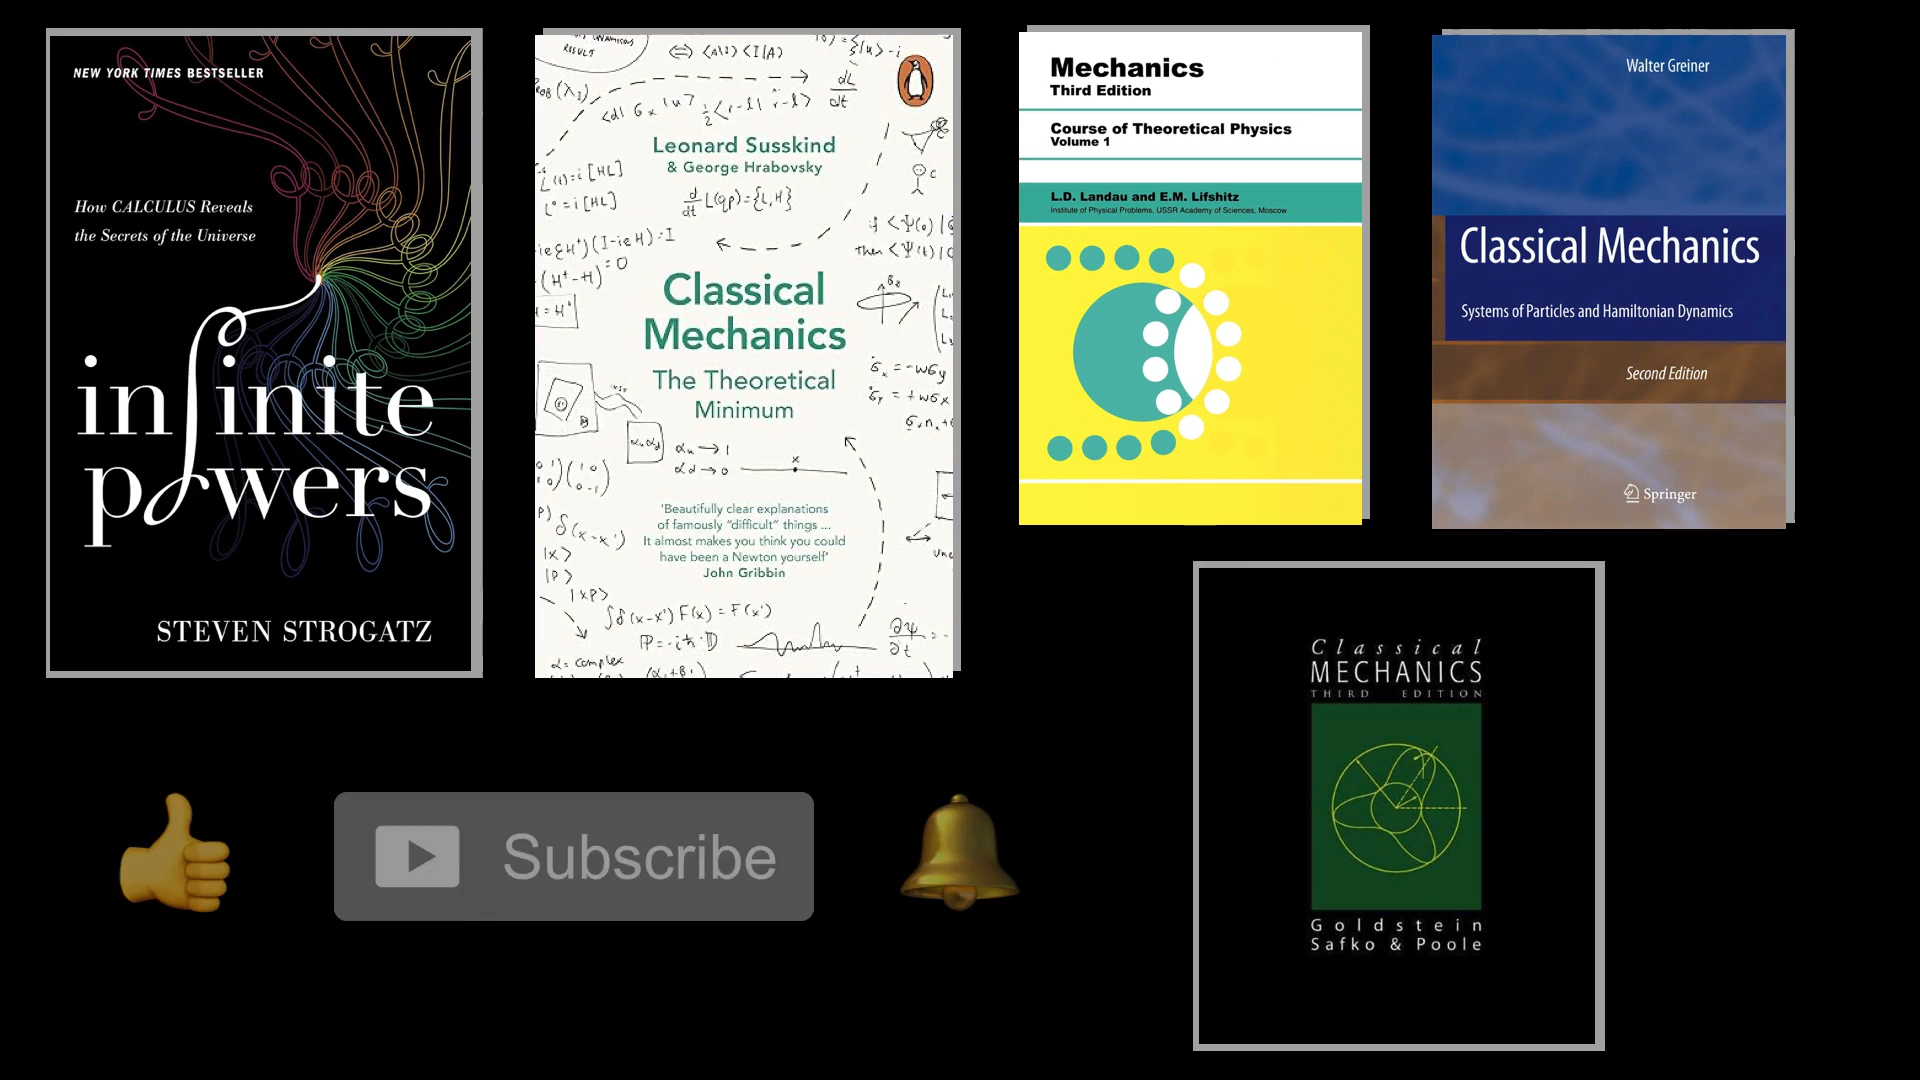 NEW YORK TIMES BESTSELLER
How CALCULUS Reveals
the Secrets of the Universe
infinite
powers
STEVEN STROGATZ
RESULT
Leonard Susskind
& George Hrabovsky
Classical
Mechanics
The Theoretical
Minimum
'Beautifully clear explanations
of famously "difficult" things ...
It almost makes you think you could
have been a Newton yourself'
John Gribbin
Mechanics
Third Edition
Course of Theoretical Physics
Volume 1
L.D. Landau and E.M. Lifshitz
Institute of Physical Problems, USSR Academy of Sciences, Moscow
Walter Greiner
Classical Mechanics
Systems of Particles and Hamiltonian Dynamics
Second Edition
Springer
Classical
MECHANICS
THIRD EDITION
Goldstein
Safko & Poole
Subscribe